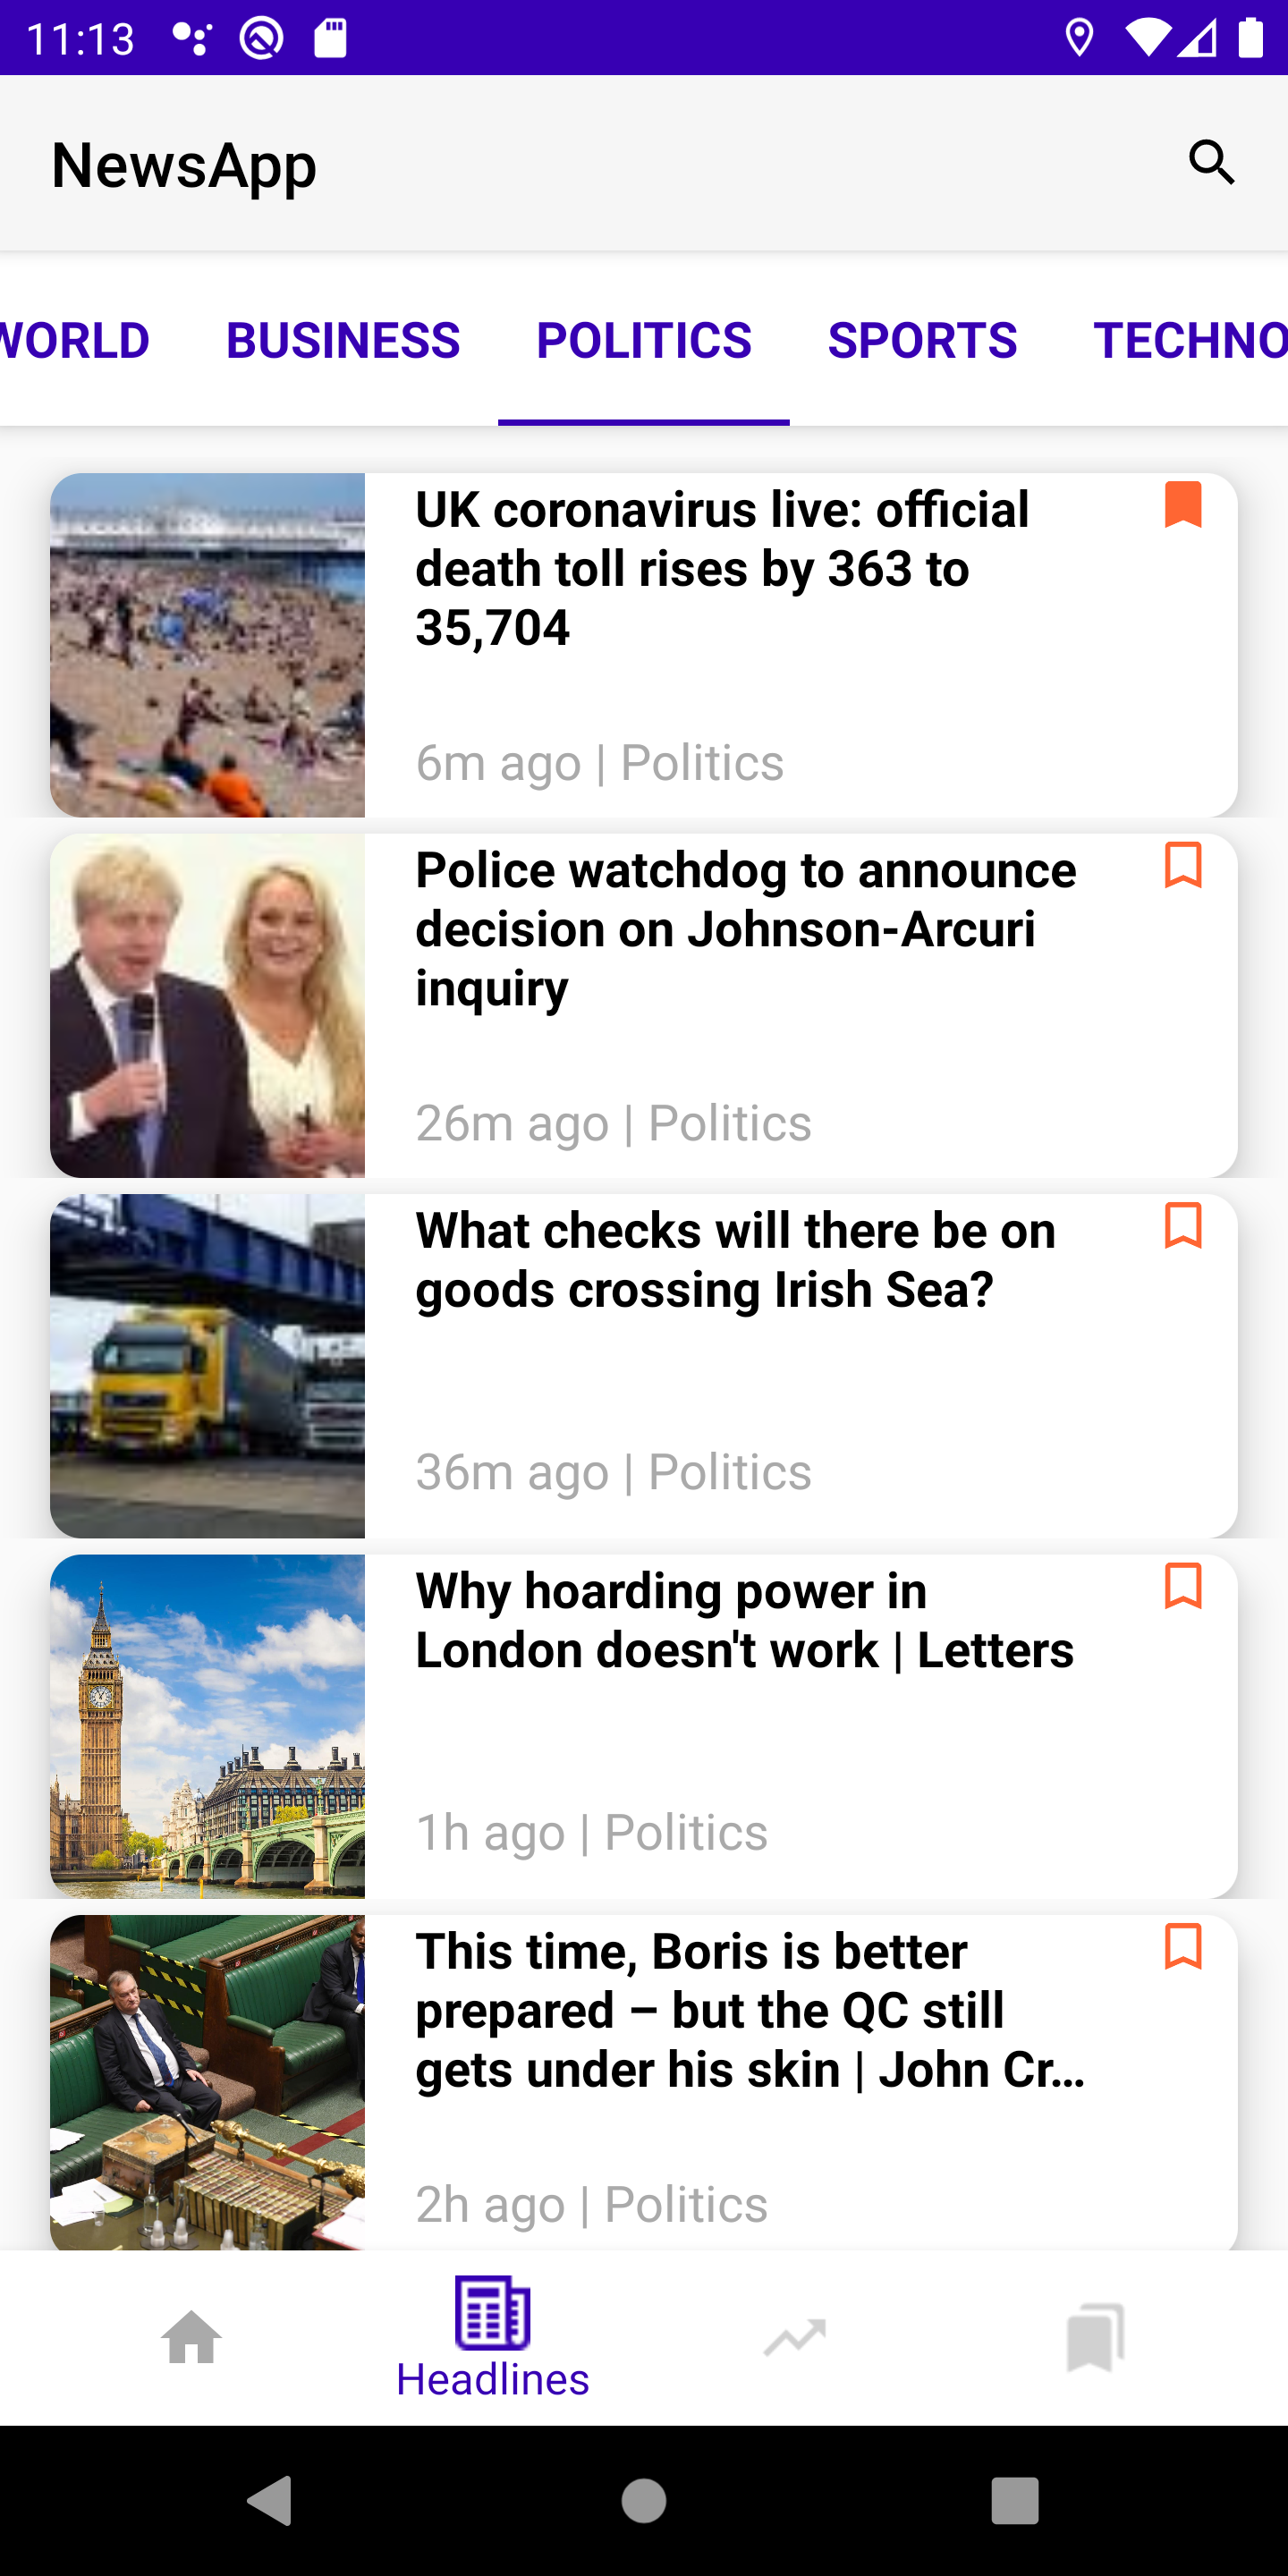 11:13
NewsApp
WORLD BUSINESS POLITICS SPORTS TECHNO
UK coronavirus live: official
death toll rises by 363 to
35,704
6m ago | Politics
Police watchdog to announce
decision on Johnson-Arcuri
inquiry
26m ago | Politics
What checks will there be on
goods crossing Irish Sea?
36m ago | Politics
Why hoarding power in
London doesn't work | Letters
1h ago | Politics
This time, Boris is better
prepared – but the QC still
gets under his skin | John Cr...
2h ago | Politics
Headlines